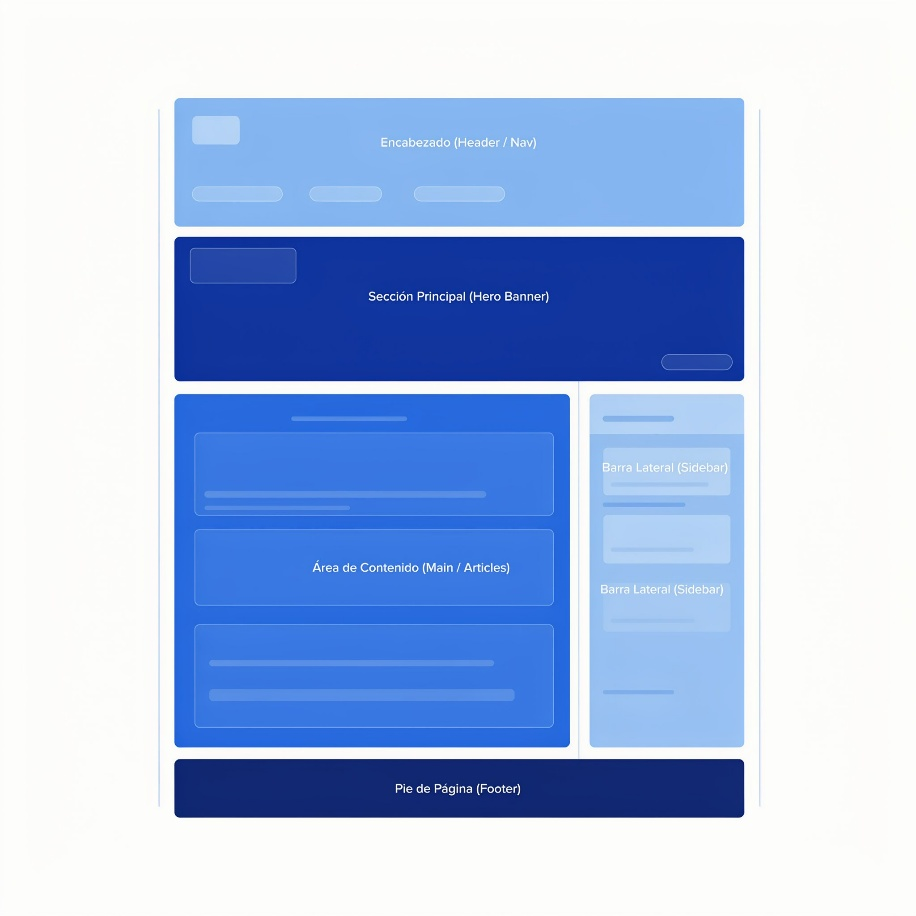 Encabezado (Header / Nav)
Sección Principal (Hero Banner)
Área de Contenido (Main / Articles)
Barra Lateral (Sidebar)
Barra Lateral (Sidebar)
Pie de Página (Footer)